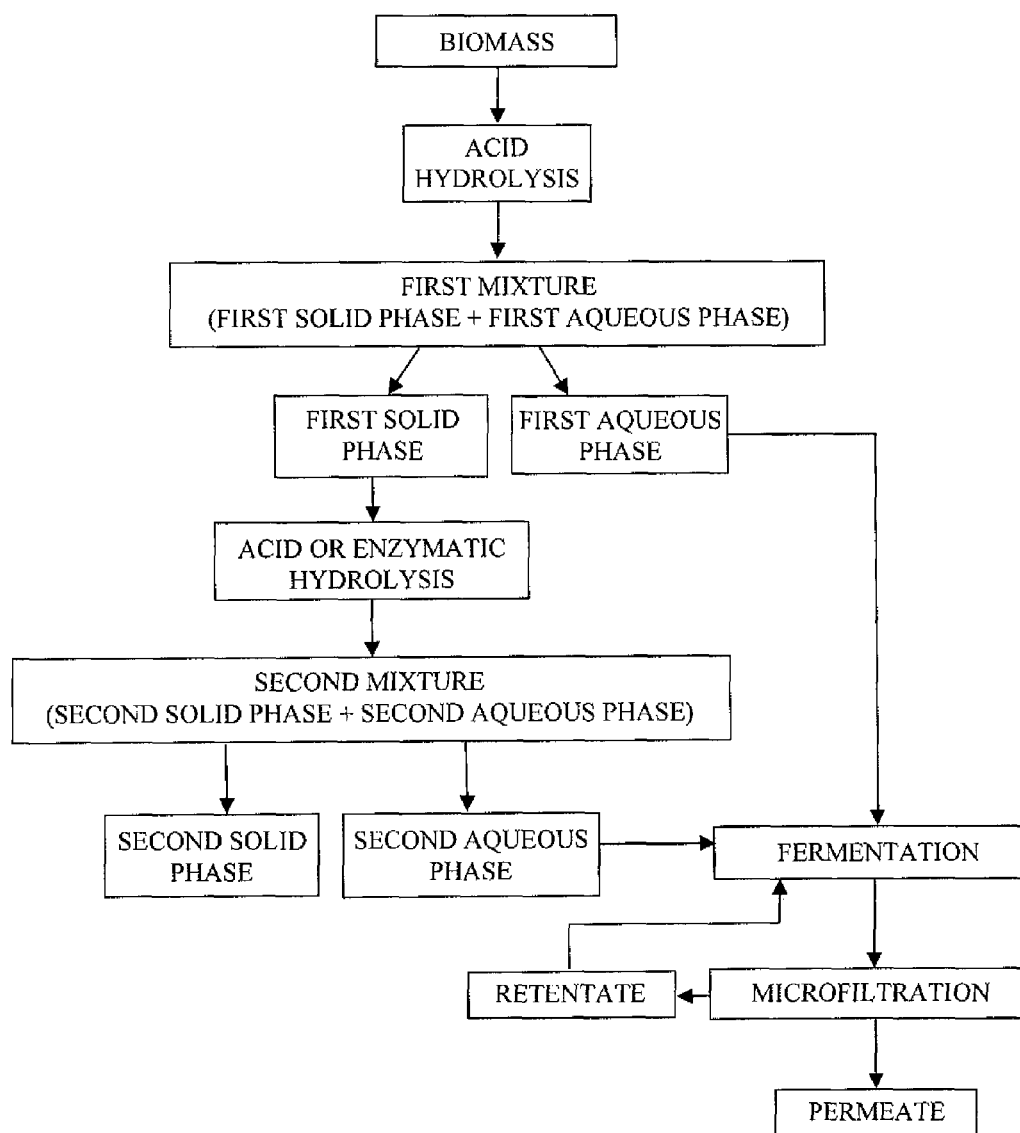 BIOMASS
ACID
HYDROLYSIS
FIRST MIXTURE
(FIRST SOLID PHASE + FIRST AQUEOUS PHASE)
FIRST SOLID
PHASE
FIRST AQUEOUS
PHASE
ACID OR ENZYMATIC
HYDROLYSIS
SECOND MIXTURE
(SECOND SOLID PHASE + SECOND AQUEOUS PHASE)
SECOND SOLID
PHASE
SECOND AQUEOUS
PHASE
FERMENTATION
RETENTATE
MICROFILTRATION
PERMEATE